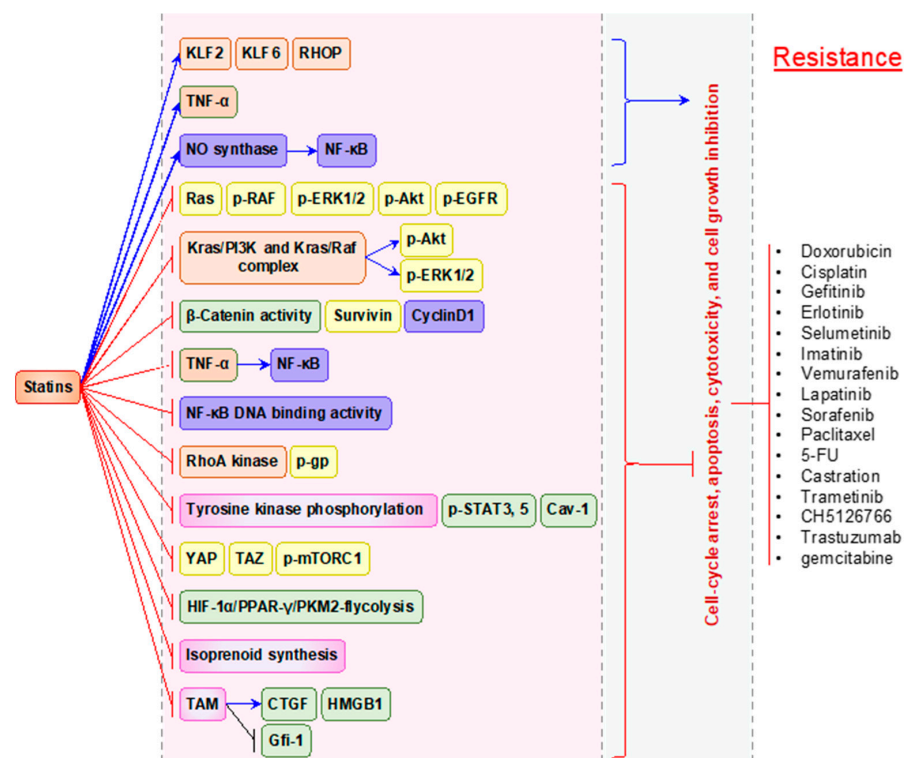 Resistance
KLF2 KLF6 RHOP
TNF-α
NO synthase NF-κB
Ras p-RAF p-ERK1/2 p-Akt p-EGFR
Kras/PI3K and Kras/Raf
complex
p-Akt
p-ERK1/2
β-Catenin activity Survivin CyclinD1
TNF-α NF-κB
Statins
NF-κB DNA binding activity
RhoA kinase p-gp
Tyrosine kinase phosphorylation p-STAT3, 5 Cav-1
YAP TAZ p-mTORC1
HIF-1α/PPAR-γ/PKM2-flycolysis
Isoprenoid synthesis
TAM CTGF HMGB1
Gfi-1
Cell-cycle arrest, apoptosis, cytotoxicity, and cell growth inhibition
• Doxorubicin
• Cisplatin
• Gefitinib
• Erlotinib
• Selumetinib
• Imatinib
• Vemurafenib
• Lapatinib
• Sorafenib
• Paclitaxel
• 5-FU
• Castration
• Trametinib
• CH5126766
• Trastuzumab
• gemcitabine